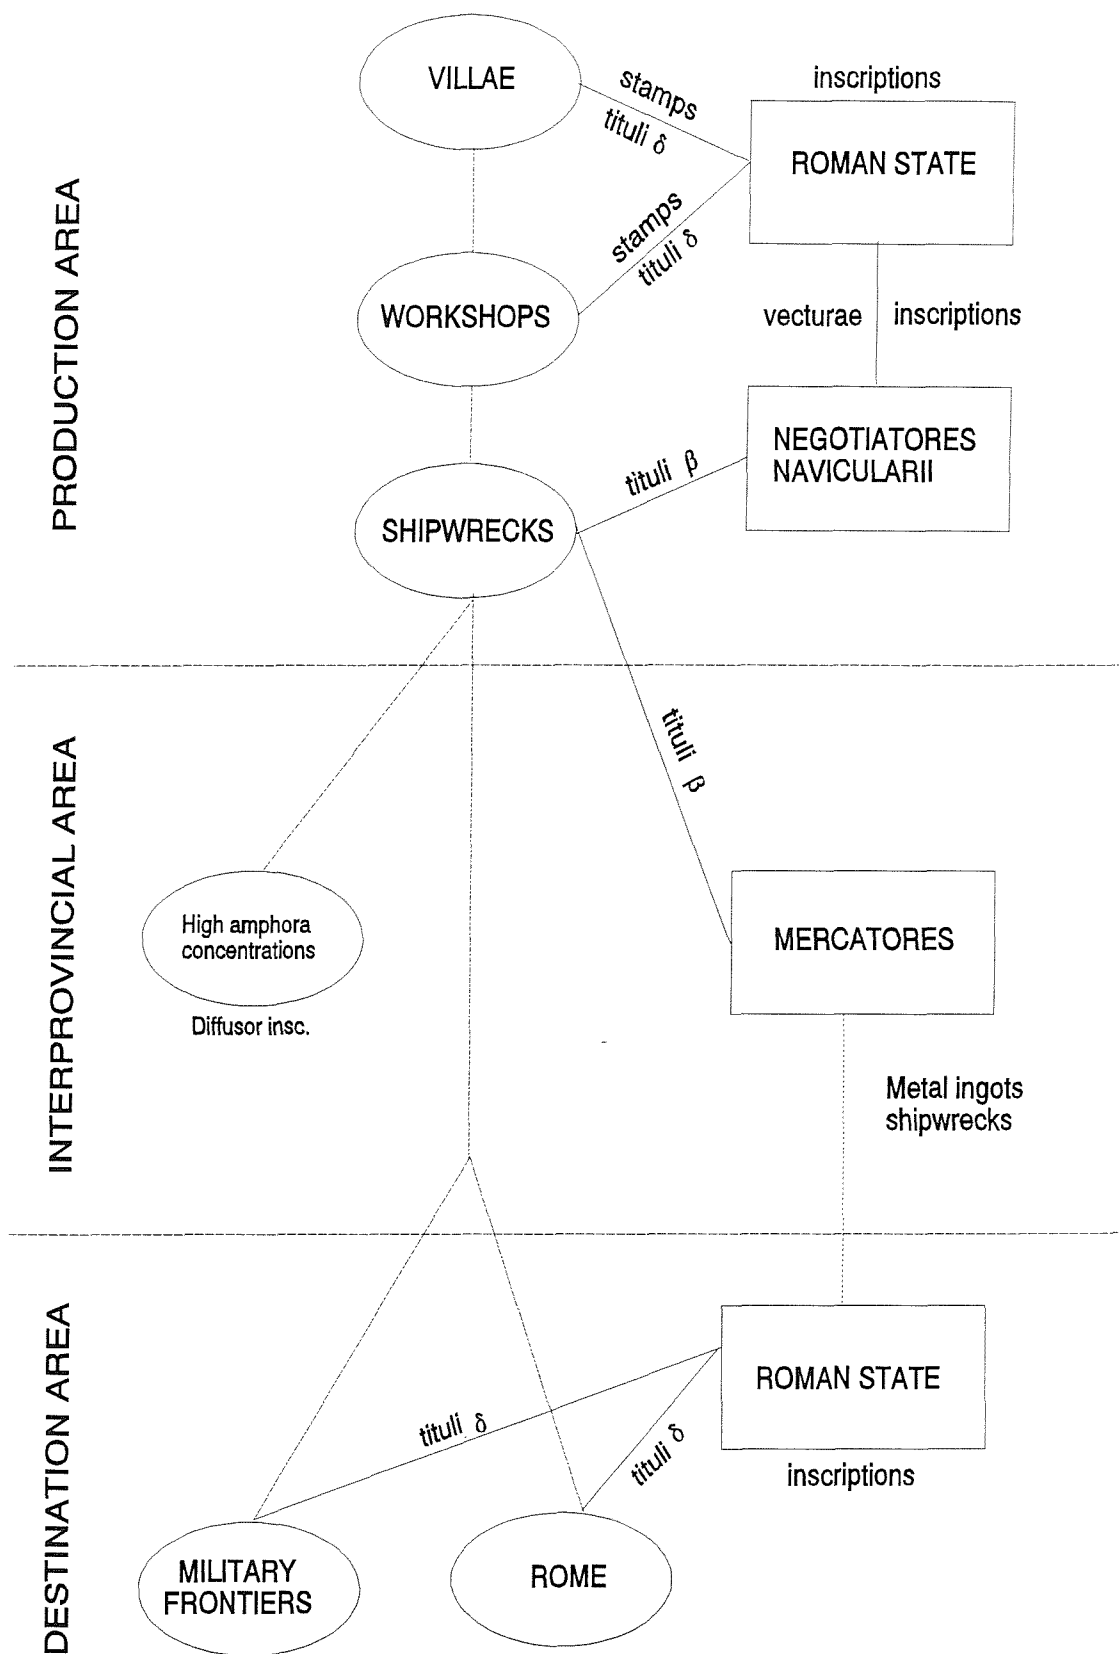 PRODUCTION AREA
VILLAE
stamps
tituli δ
inscriptions
ROMAN STATE
stamps
tituli δ
WORKSHOPS
vecturae
inscriptions
NEGOTIATORES
NAVICULARII
tituli β
SHIPWRECKS
INTERPROVINCIAL AREA
tituli β
High amphora
concentrations
Diffusor insc.
MERCATORES
Metal ingots
shipwrecks
DESTINATION AREA
ROMAN STATE
inscriptions
tituli δ
tituli δ
MILITARY
FRONTIERS
ROME